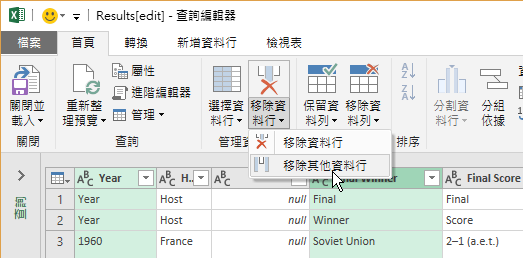 Results[edit] - 查詢編輯器
檔案 首頁 轉換 新增資料行 檢視表
關閉並載入 重新整理預覽 屬性 進階編輯器 管理 選擇資料行 移除資料行 保留資料列 移除資料列 分割資料行 分組依據
關閉 查詢 管理資 排序
移除資料行
移除其他資料行
ABC Year ABC H... ABC Winner ABC Final Score
1 Year Host null Final Final
2 Year Host null Winner Score
3 1960 France null Soviet Union 2–1 (a.e.t.)